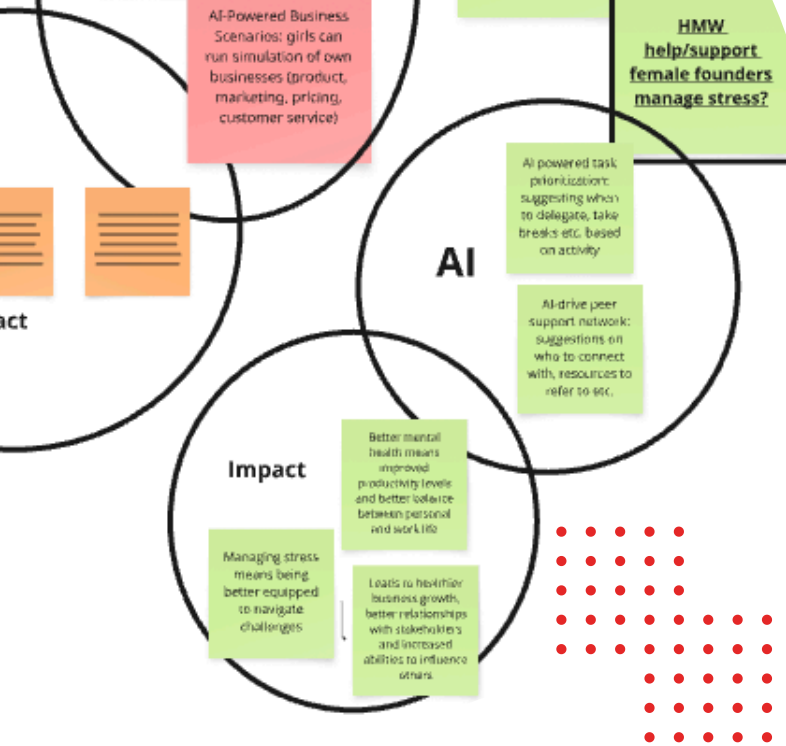 AI-Powered Business
Scenarios: girls can
run simulation of own
businesses (product,
marketing, pricing,
customer service)
HMW
help/support
female founders
manage stress?
AI powered task
prioritization:
suggesting when
to delegate, take
breaks etc. based
on activity
AI
AI-drive peer
support network:
suggestions on
who to connect
with, resources to
refer to etc.
act
Impact
Better mental
health means
improved
productivity levels
and better balance
between personal
and work life
Managing stress
means being
better equipped
to navigate
challenges
Leads to healthier
business growth,
better relationships
with stakeholders
and increased
abilities to influence
others